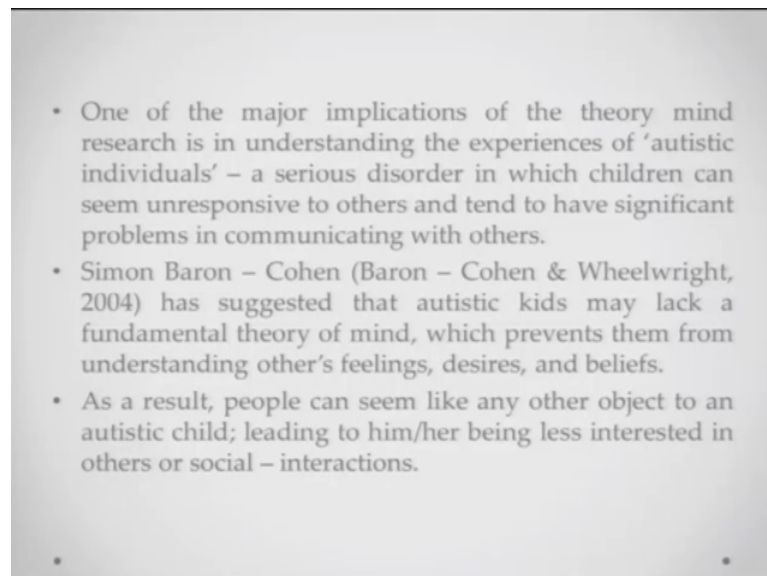 • One of the major implications of the theory mind
research is in understanding the experiences of 'autistic
individuals' – a serious disorder in which children can
seem unresponsive to others and tend to have significant
problems in communicating with others.
• Simon Baron – Cohen (Baron – Cohen & Wheelwright,
2004) has suggested that autistic kids may lack a
fundamental theory of mind, which prevents them from
understanding other's feelings, desires, and beliefs.
• As a result, people can seem like any other object to an
autistic child; leading to him/her being less interested in
others or social – interactions.